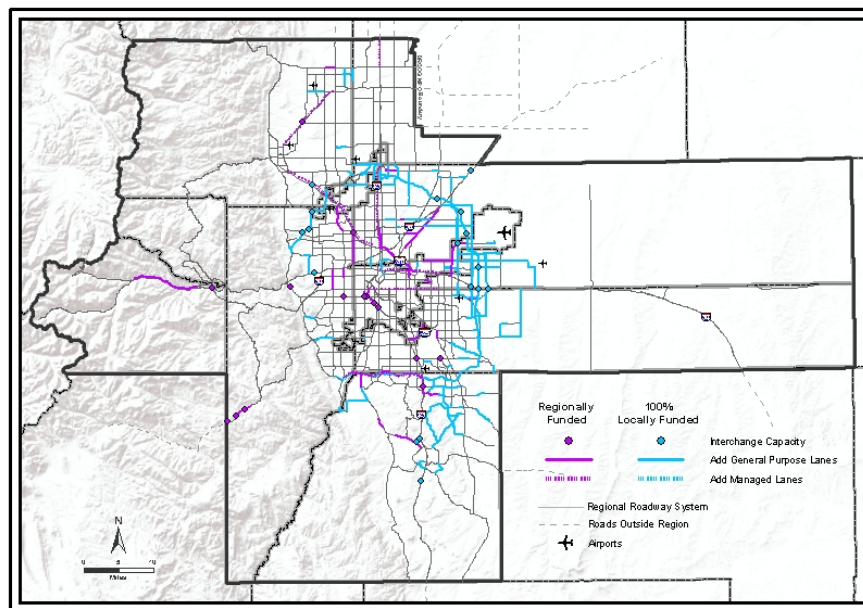 Regionally
Funded
100%
Locally Funded
Interchange Capacity
Add General Purpose Lanes
Add Managed Lanes
Regional Roadway System
Roads Outside Region
Airports
N
Miles